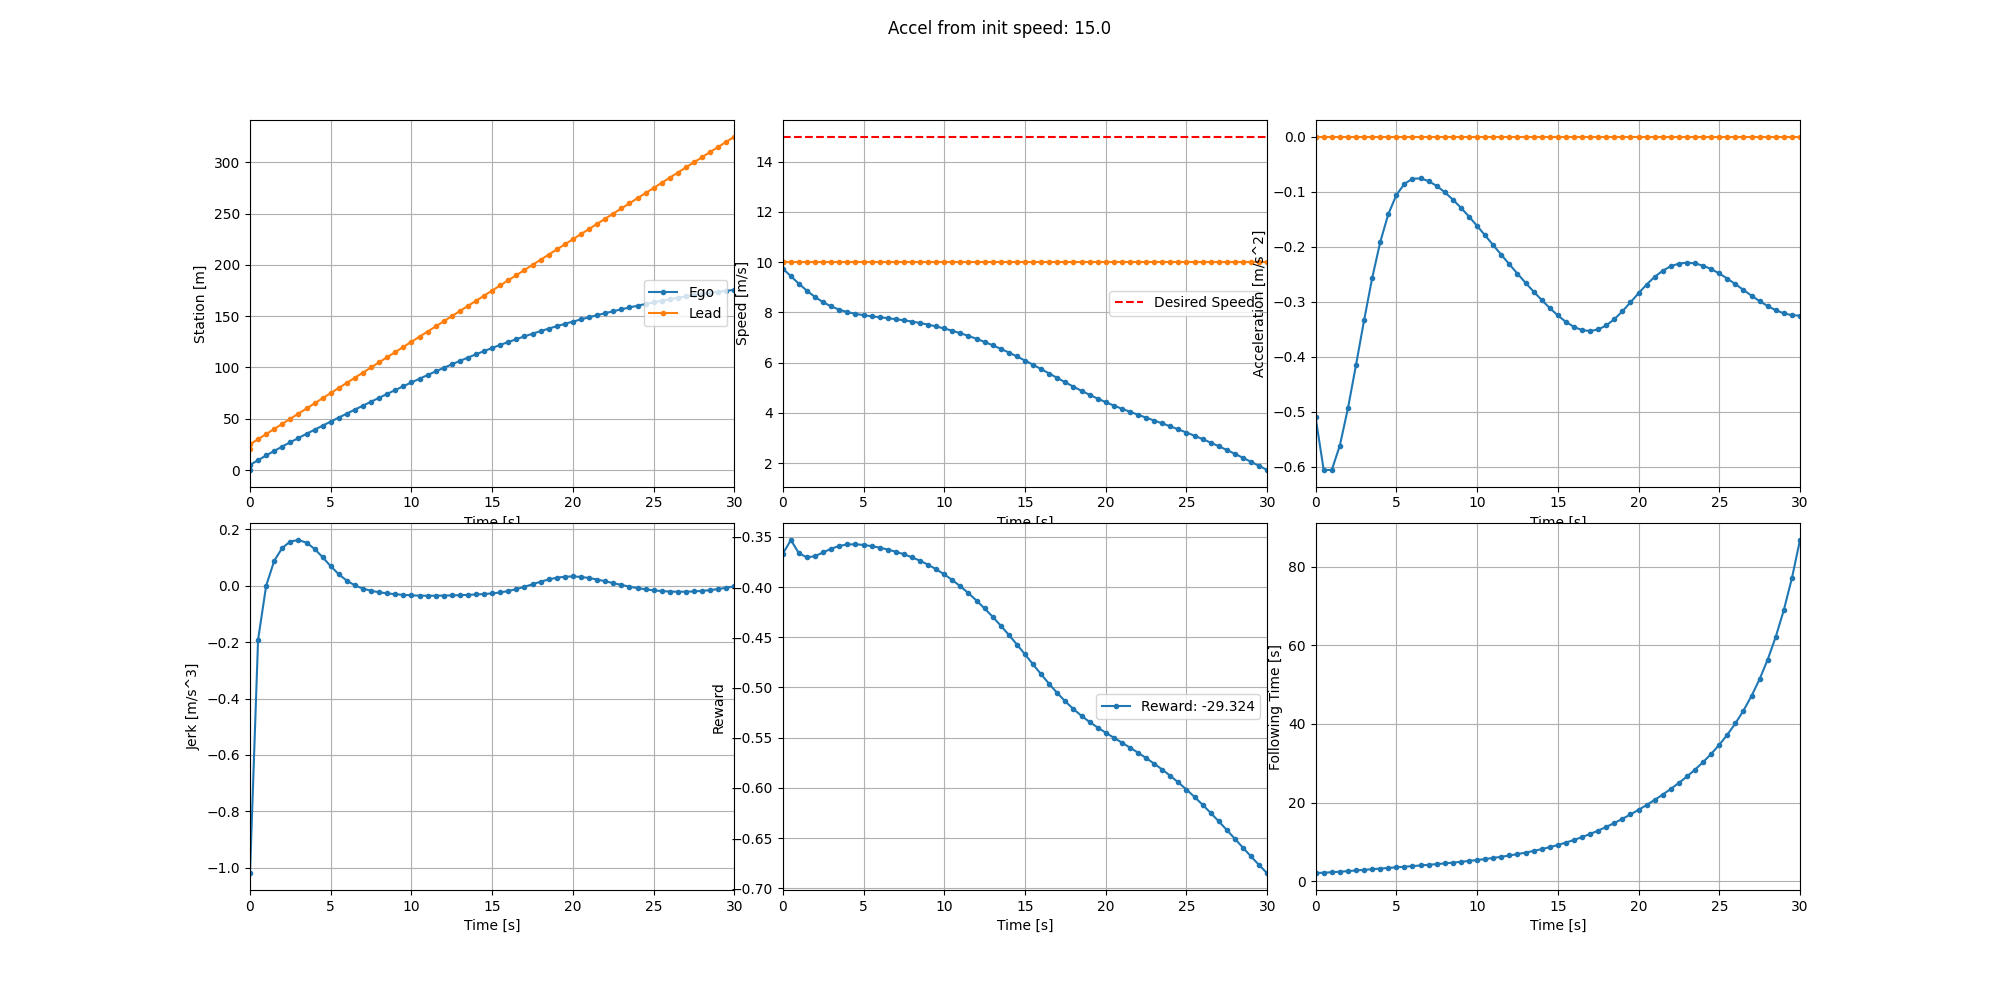 Accel from init speed: 15.0
Station [m]
300
250
200
150
100
50
0
Ego
Lead
0 5 10 15 20 25 30
Time [s]
Speed [m/s]
14
12
10
8
6
4
2
Desired Speed
0 5 10 15 20 25 30
Time [s]
Acceleration [m/s^2]
0.0
−0.1
−0.2
−0.3
−0.4
−0.5
−0.6
0 5 10 15 20 25 30
Time [s]
Jerk [m/s^3]
0.2
0.0
−0.2
−0.4
−0.6
−0.8
−1.0
0 5 10 15 20 25 30
Time [s]
Reward
−0.35
−0.40
−0.45
−0.50
−0.55
−0.60
−0.65
−0.70
Reward: -29.324
0 5 10 15 20 25 30
Time [s]
Following Time [s]
80
60
40
20
0
0 5 10 15 20 25 30
Time [s]